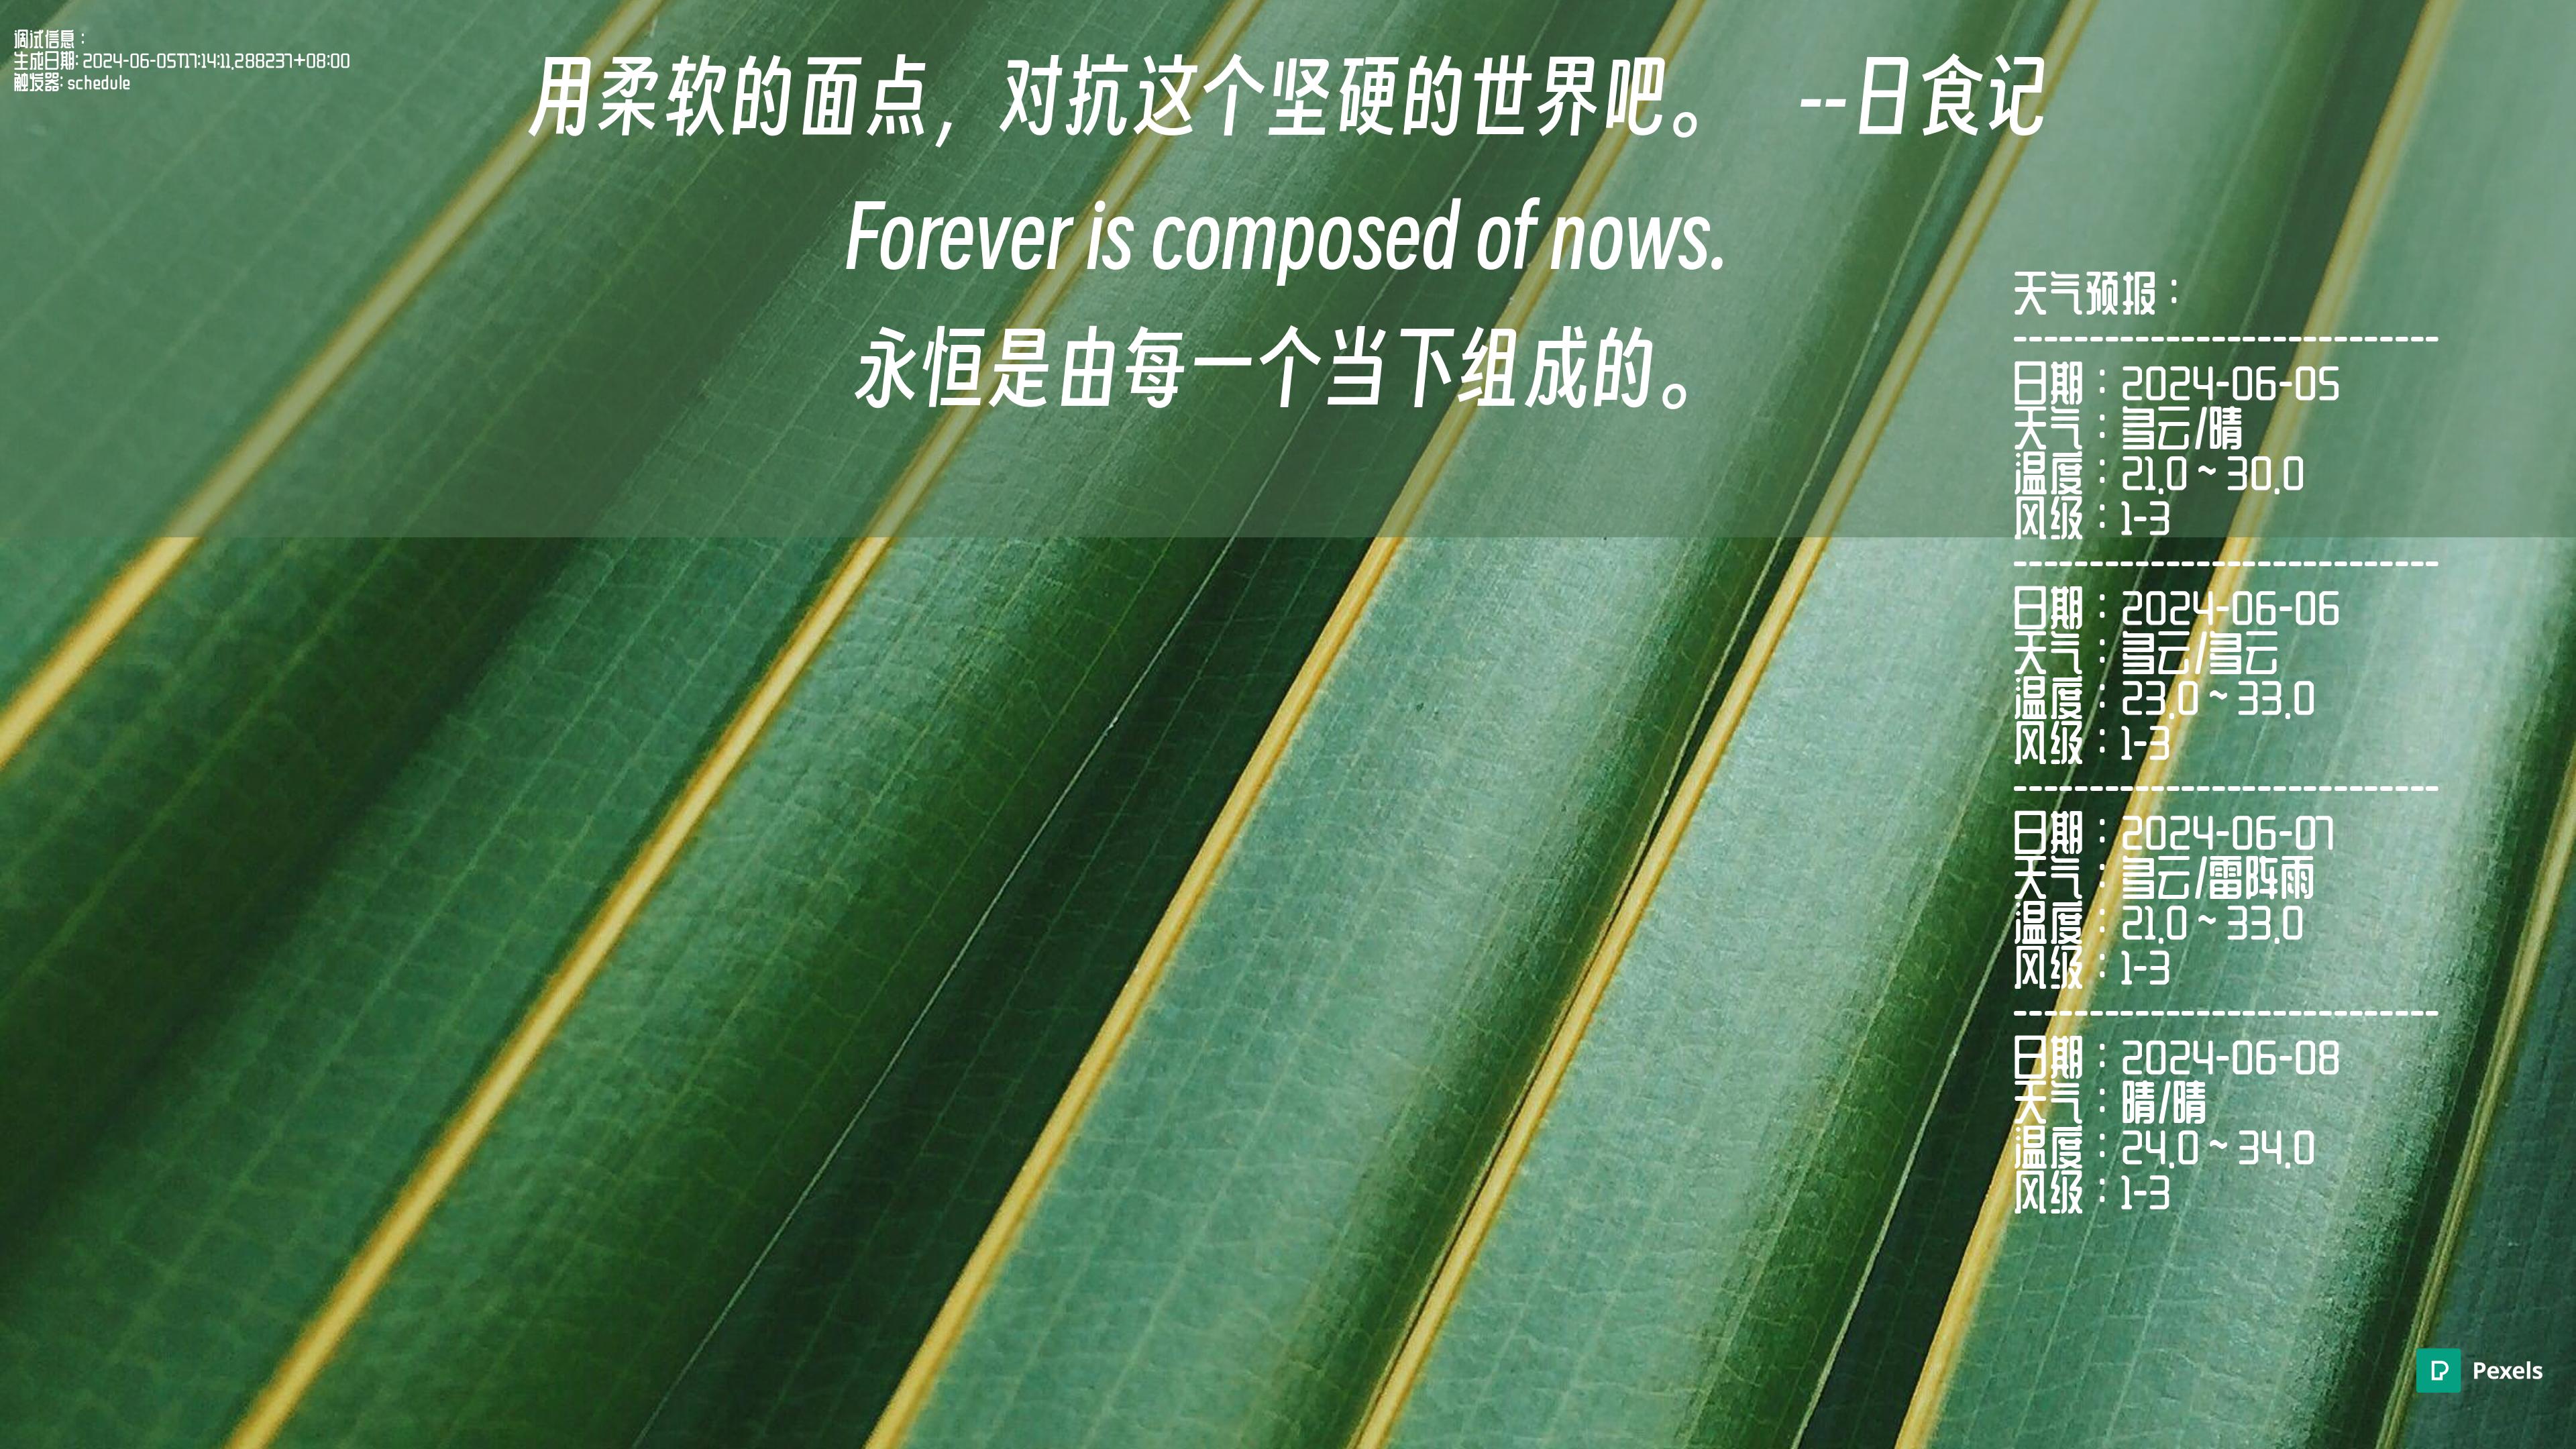 调试信息：
生成日期: 2024-06-05T17:14:11.288237+08:00
触发器: schedule
用柔软的面点，对抗这个坚硬的世界吧。 --日食记
Forever is composed of nows.
永恒是由每一个当下组成的。
天气预报：
------------------------------
日期：2024-06-05
天气：多云/晴
温度：21.0 ~ 30.0
风级：1-3
------------------------------
日期：2024-06-06
天气：多云/多云
温度：23.0 ~ 33.0
风级：1-3
------------------------------
日期：2024-06-07
天气：多云/雷阵雨
温度：21.0 ~ 33.0
风级：1-3
------------------------------
日期：2024-06-08
天气：晴/晴
温度：24.0 ~ 34.0
风级：1-3
Pexels